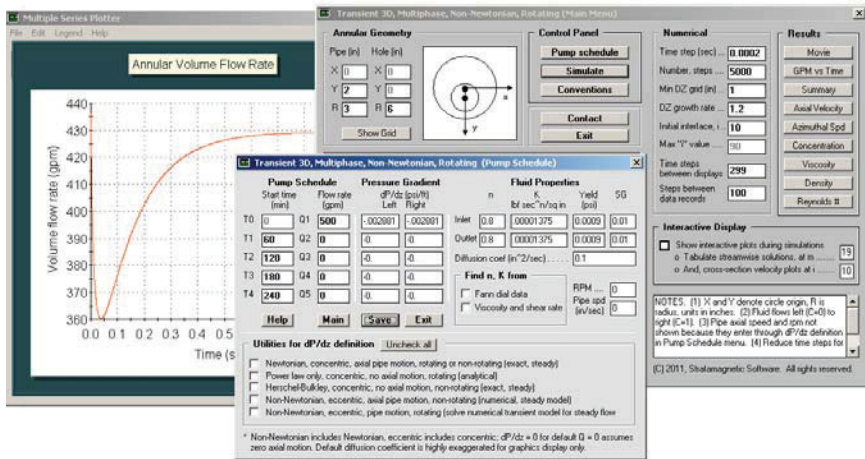 Multiple Series Plotter
File Edit Legend Help
Annular Volume Flow Rate
Volume flow rate (gpm)
440
430
420
410
400
390
380
370
360
0.0 0.1 0.2 0.3 0.4 0.5
Time (s
Transient 3D, Multiphase, Non-Newtonian, Rotating (Main Menu)
Annular Geometry
Pipe (in) Hole (in)
X 0 X 0
Y 2 Y 0
R 3 R 6
Show Grid
x
y
Control Panel
Pump schedule
Simulate
Conventions
Contact
Exit
Numerical
Time step (sec) ... 0.0002
Number, steps .... 5000
Min DZ grid (in) ... 1
DZ growth rate .... 1.2
Initial interface, i ... 10
Max "i" value ..... 90
Time steps
between displays 299
Steps between
data records 100
Results
Movie
GPM vs Time
Summary
Axial Velocity
Azimuthal Spd
Concentration
Viscosity
Density
Reynolds #
Interactive Display
Show interactive plots during simulations
o Tabulate streamwise solutions, at m ....... 19
o And, cross-section velocity plots at i ......... 10
NOTES. (1) X and Y denote circle origin, R is
radius, units in inches. (2) Fluid flows left (C=0) to
right (C=1). (3) Pipe axial speed and rpm not
shown because they enter through dP/dz definition
in Pump Schedule menu. (4) Reduce time steps for
(C) 2011, Stratamagnetic Software. All rights reserved.
Transient 3D, Multiphase, Non-Newtonian, Rotating (Pump Schedule)
Pump Schedule Pressure Gradient Fluid Properties
Start time (min) Flow rate (gpm) dP/dz (psi/ft) Left Right n K lbf sec^n/sq in Yield (psi) SG
T0 0 Q1 500 -.002881 -.002881 Inlet 0.8 .00001375 0.0009 0.01
T1 60 Q2 0 -0. -0. Outlet 0.8 .00001375 0.0009 0.01
T2 120 Q3 0 -0. -0. Diffusion coef (in^2/sec) ...... 0.1
T3 180 Q4 0 -0. -0.
T4 240 Q5 0 -0. -0.
Find n, K from
Fann dial data
Viscosity and shear rate
RPM .... 0
Pipe spd
(in/sec) 0
Help Main Save Exit
Utilities for dP/dz definition Uncheck all
Newtonian, concentric, axial pipe motion, rotating or non-rotating (exact, steady)
Power law only, concentric, no axial motion, rotating (analytical)
Herschel-Bulkley, concentric, no axial motion, non-rotating (exact, steady)
Non-Newtonian, eccentric, axial pipe motion, non-rotating (numerical, steady model)
Non-Newtonian, eccentric, pipe motion, rotating (solve numerical transient model for steady flow
* Non-Newtonian includes Newtonian, eccentric includes concentric; dP/dz = 0 for default Q = 0 assumes
zero axial motion. Default diffusion coefficient is highly exaggerated for graphics display only.